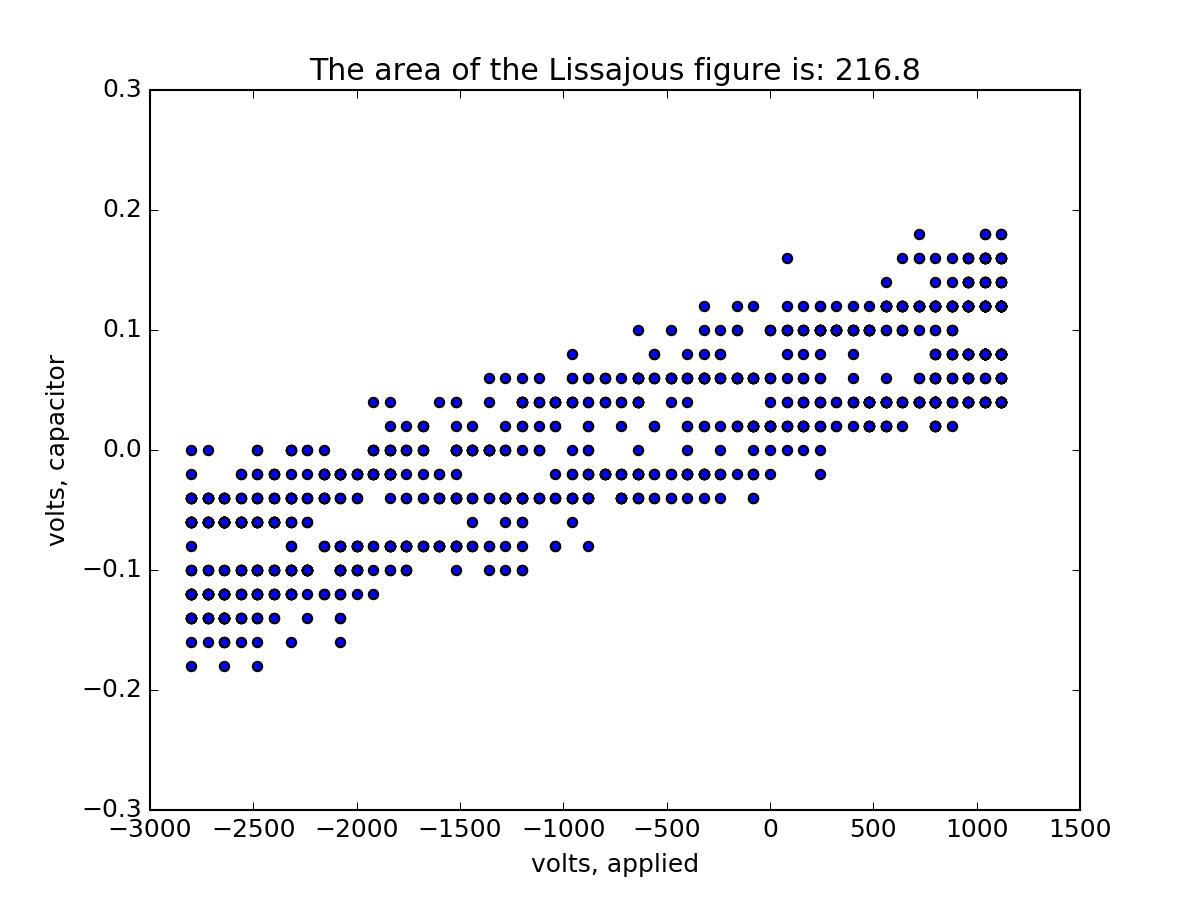 The area of the Lissajous figure is: 216.8
0.3
0.2
0.1
0.0
−0.1
−0.2
−0.3
volts, capacitor
−3000 −2500 −2000 −1500 −1000 −500 0 500 1000 1500
volts, applied